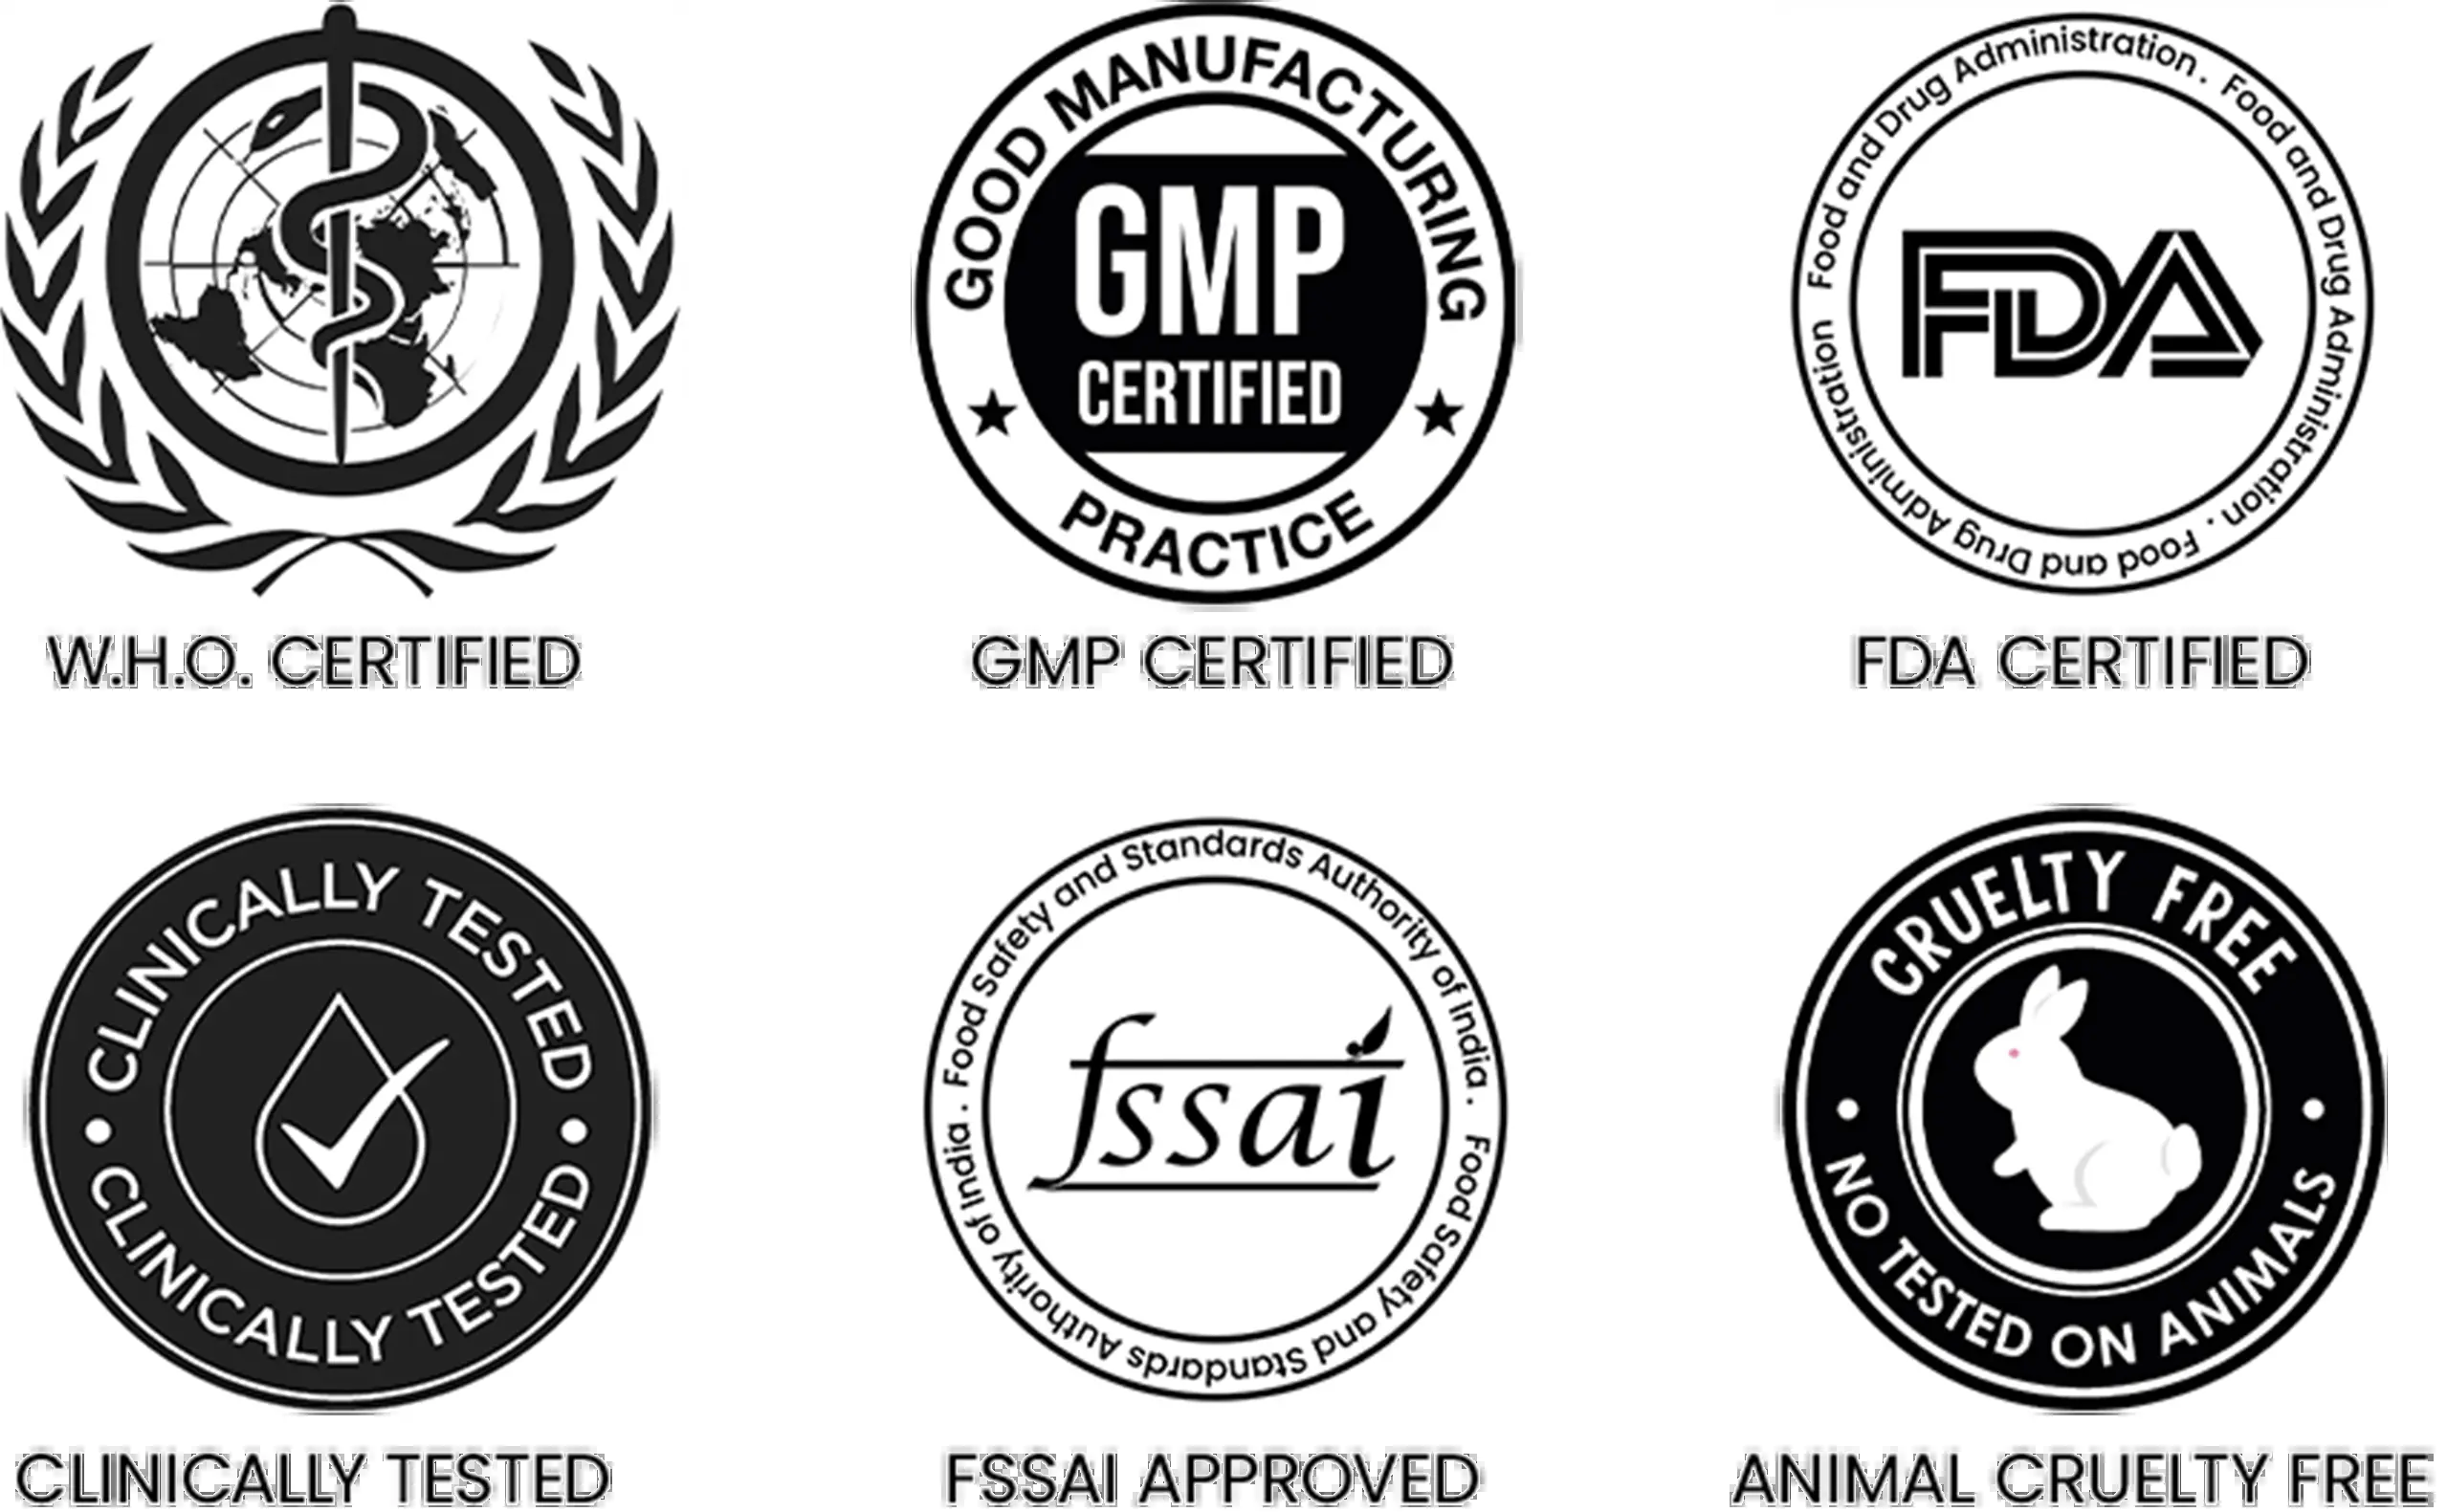 GOOD MANUFACTURING
GMP
CERTIFIED
PRACTICE
Food and Drug Administration . Food and Drug Administration . Food and Drug Administration
FDA
W.H.O. CERTIFIED
GMP CERTIFIED
FDA CERTIFIED
CLINICALLY TESTED
CLINICALLY TESTED
Food safety and Standards Authority of India .
Food safety and Standards Authority of India .
fssai
CRUELTY FREE
NO TESTED ON ANIMALS
CLINICALLY TESTED
FSSAI APPROVED
ANIMAL CRUELTY FREE